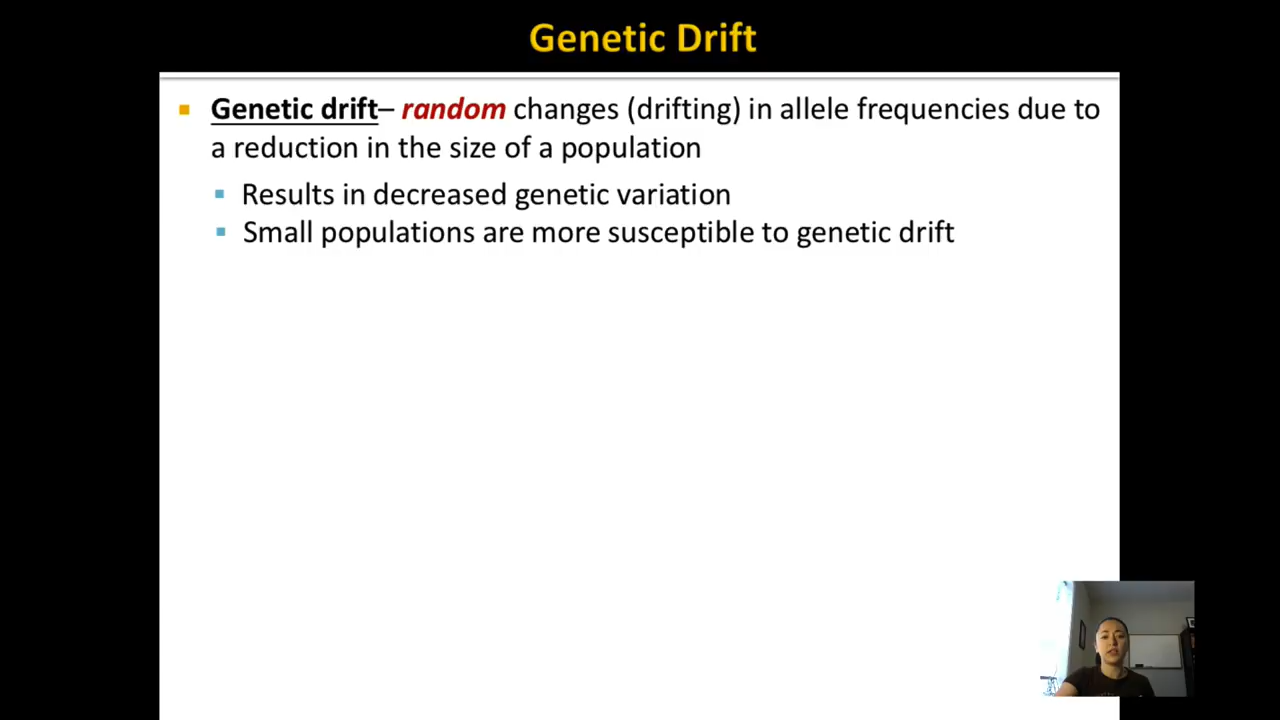 Genetic Drift
Genetic drift– random changes (drifting) in allele frequencies due to
a reduction in the size of a population
Results in decreased genetic variation
Small populations are more susceptible to genetic drift